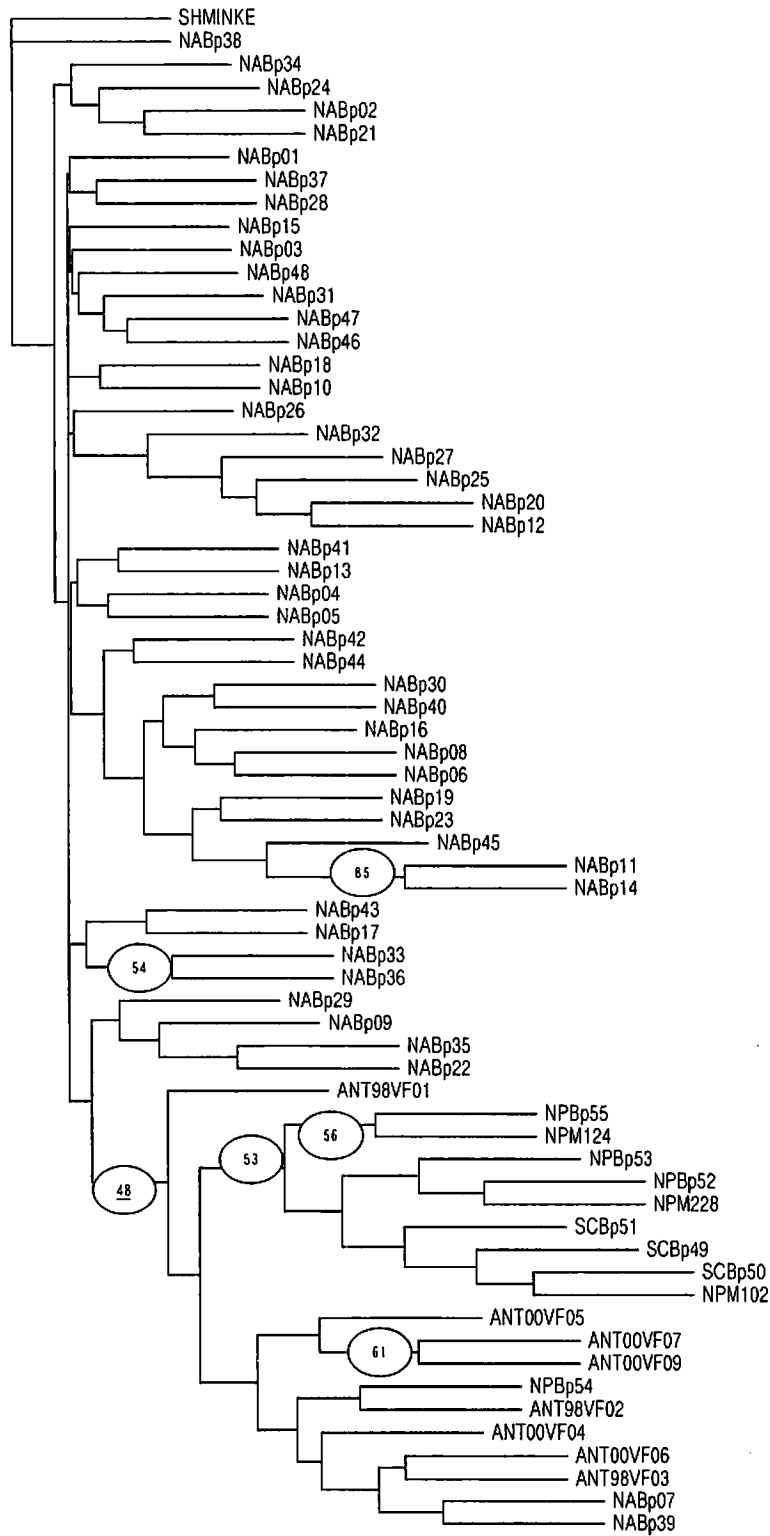 SHMINKE
NABp38
NABp34
NABp24
NABp02
NABp21
NABp01
NABp37
NABp28
NABp15
NABp03
NABp48
NABp31
NABp47
NABp46
NABp18
NABp10
NABp26
NABp32
NABp27
NABp25
NABp20
NABp12
NABp41
NABp13
NABp04
NABp05
NABp42
NABp44
NABp30
NABp40
NABp16
NABp08
NABp06
NABp19
NABp23
NABp45
85
NABp11
NABp14
NABp43
NABp17
54
NABp33
NABp36
NABp29
NABp09
NABp35
NABp22
ANT98VF01
NPBp55
56
NPM124
53
NPBp53
NPBp52
48
NPM228
SCBp51
SCBp49
SCBp50
NPM102
ANT00VF05
ANT00VF07
61
ANT00VF09
NPBp54
ANT98VF02
ANT00VF04
ANT00VF06
ANT98VF03
NABp07
NABp39